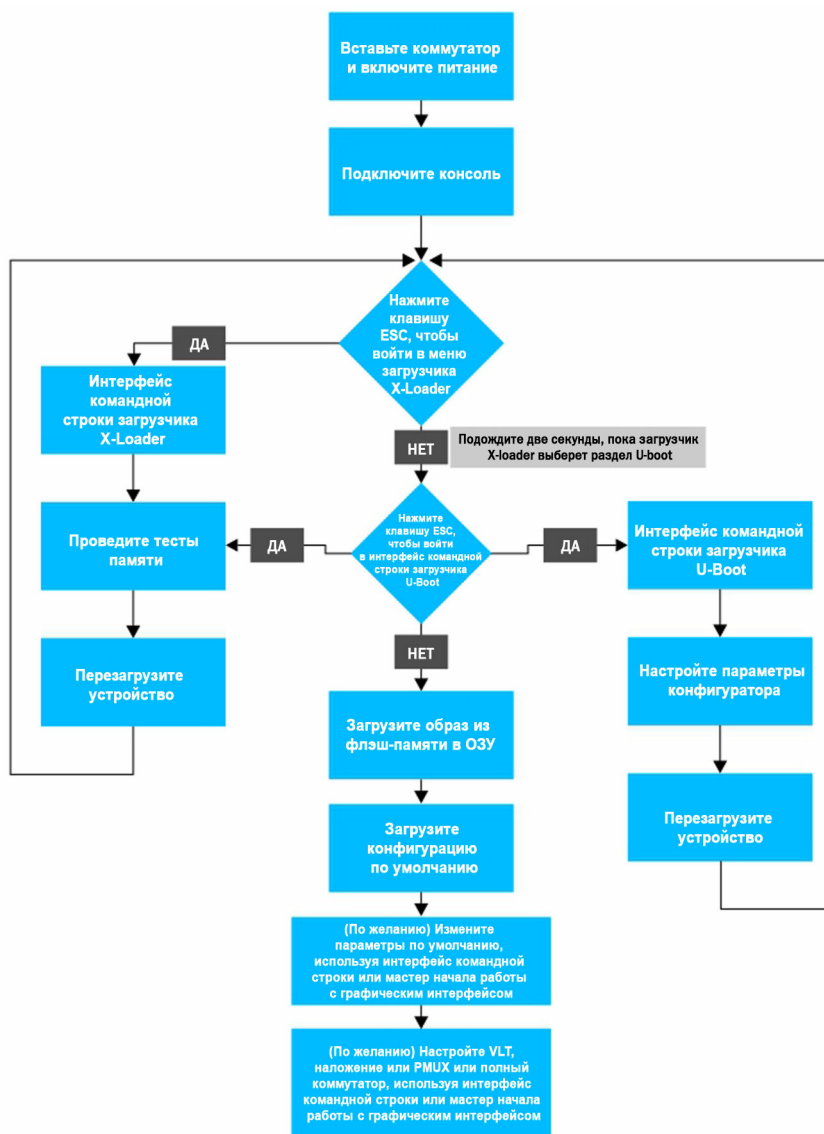 Вставьте коммутатор
и включите питание
Подключите консоль
Нажмите
клавишу
ESC, чтобы
войти в меню
загрузчика
X-Loader
ДА
Интерфейс
командной
строки загрузчика
X-Loader
НЕТ
Подождите две секунды, пока загрузчик
X-loader выберет раздел U-boot
Проведите тесты
памяти
ДА
Нажмите
клавишу ESC,
чтобы войти
в интерфейс командной
строки загрузчика
U-Boot
ДА
Интерфейс командной
строки загрузчика
U-Boot
НЕТ
Перезагрузите
устройство
Настройте параметры
конфигуратора
Загрузите образ из
флэш-памяти в ОЗУ
Перезагрузите
устройство
Загрузите
конфигурацию
по умолчанию
(По желанию) Измените
параметры по умолчанию,
используя интерфейс командной
строки или мастер начала работы
с графическим интерфейсом
(По желанию) Настройте VLT,
наложение или PMUX или полный
коммутатор, используя интерфейс
командной строки или мастер начала
работы с графическим интерфейсом